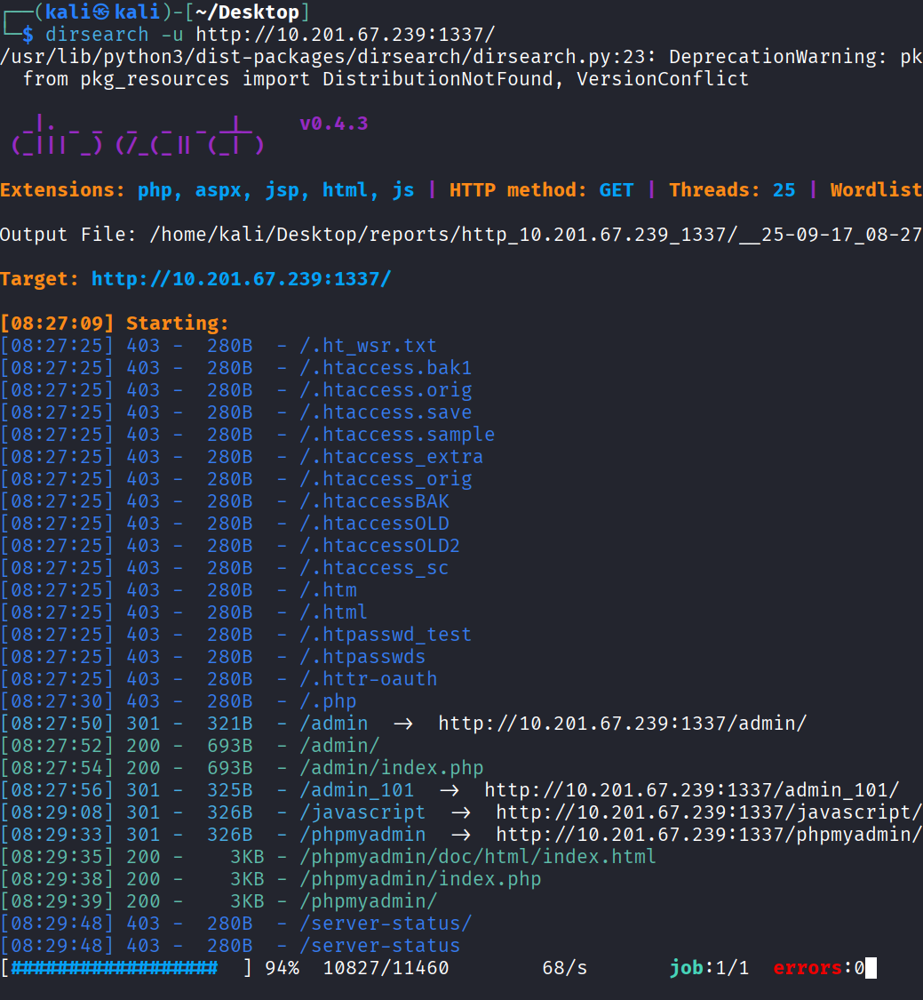 ┌──(kali㉿kali)-[~/Desktop]
└─$ dirsearch -u http://10.201.67.239:1337/
/usr/lib/python3/dist-packages/dirsearch/dirsearch.py:23: DeprecationWarning: pk
  from pkg_resources import DistributionNotFound, VersionConflict
  _|. _ _  _  _  _ _|_    v0.4.3
 (_||| _) (/_(_|| (_| )
Extensions: php, aspx, jsp, html, js | HTTP method: GET | Threads: 25 | Wordlist
Output File: /home/kali/Desktop/reports/http_10.201.67.239_1337/__25-09-17_08-27
Target: http://10.201.67.239:1337/
[08:27:09] Starting:
[08:27:25] 403 -  280B  - /.ht_wsr.txt
[08:27:25] 403 -  280B  - /.htaccess.bak1
[08:27:25] 403 -  280B  - /.htaccess.orig
[08:27:25] 403 -  280B  - /.htaccess.save
[08:27:25] 403 -  280B  - /.htaccess.sample
[08:27:25] 403 -  280B  - /.htaccess_extra
[08:27:25] 403 -  280B  - /.htaccess_orig
[08:27:25] 403 -  280B  - /.htaccessBAK
[08:27:25] 403 -  280B  - /.htaccessOLD
[08:27:25] 403 -  280B  - /.htaccessOLD2
[08:27:25] 403 -  280B  - /.htaccess_sc
[08:27:25] 403 -  280B  - /.htm
[08:27:25] 403 -  280B  - /.html
[08:27:25] 403 -  280B  - /.htpasswd_test
[08:27:25] 403 -  280B  - /.htpasswds
[08:27:25] 403 -  280B  - /.httr-oauth
[08:27:30] 403 -  280B  - /.php
[08:27:50] 301 -  321B  - /admin  ->  http://10.201.67.239:1337/admin/
[08:27:52] 200 -  693B  - /admin/
[08:27:54] 200 -  693B  - /admin/index.php
[08:27:56] 301 -  325B  - /admin_101  ->  http://10.201.67.239:1337/admin_101/
[08:29:08] 301 -  326B  - /javascript  ->  http://10.201.67.239:1337/javascript/
[08:29:33] 301 -  326B  - /phpmyadmin  ->  http://10.201.67.239:1337/phpmyadmin/
[08:29:35] 200 -    3KB - /phpmyadmin/doc/html/index.html
[08:29:38] 200 -    3KB - /phpmyadmin/index.php
[08:29:39] 200 -    3KB - /phpmyadmin/
[08:29:48] 403 -  280B  - /server-status/
[08:29:48] 403 -  280B  - /server-status
[##################  ] 94%  10827/11460        68/s       job:1/1  errors:0